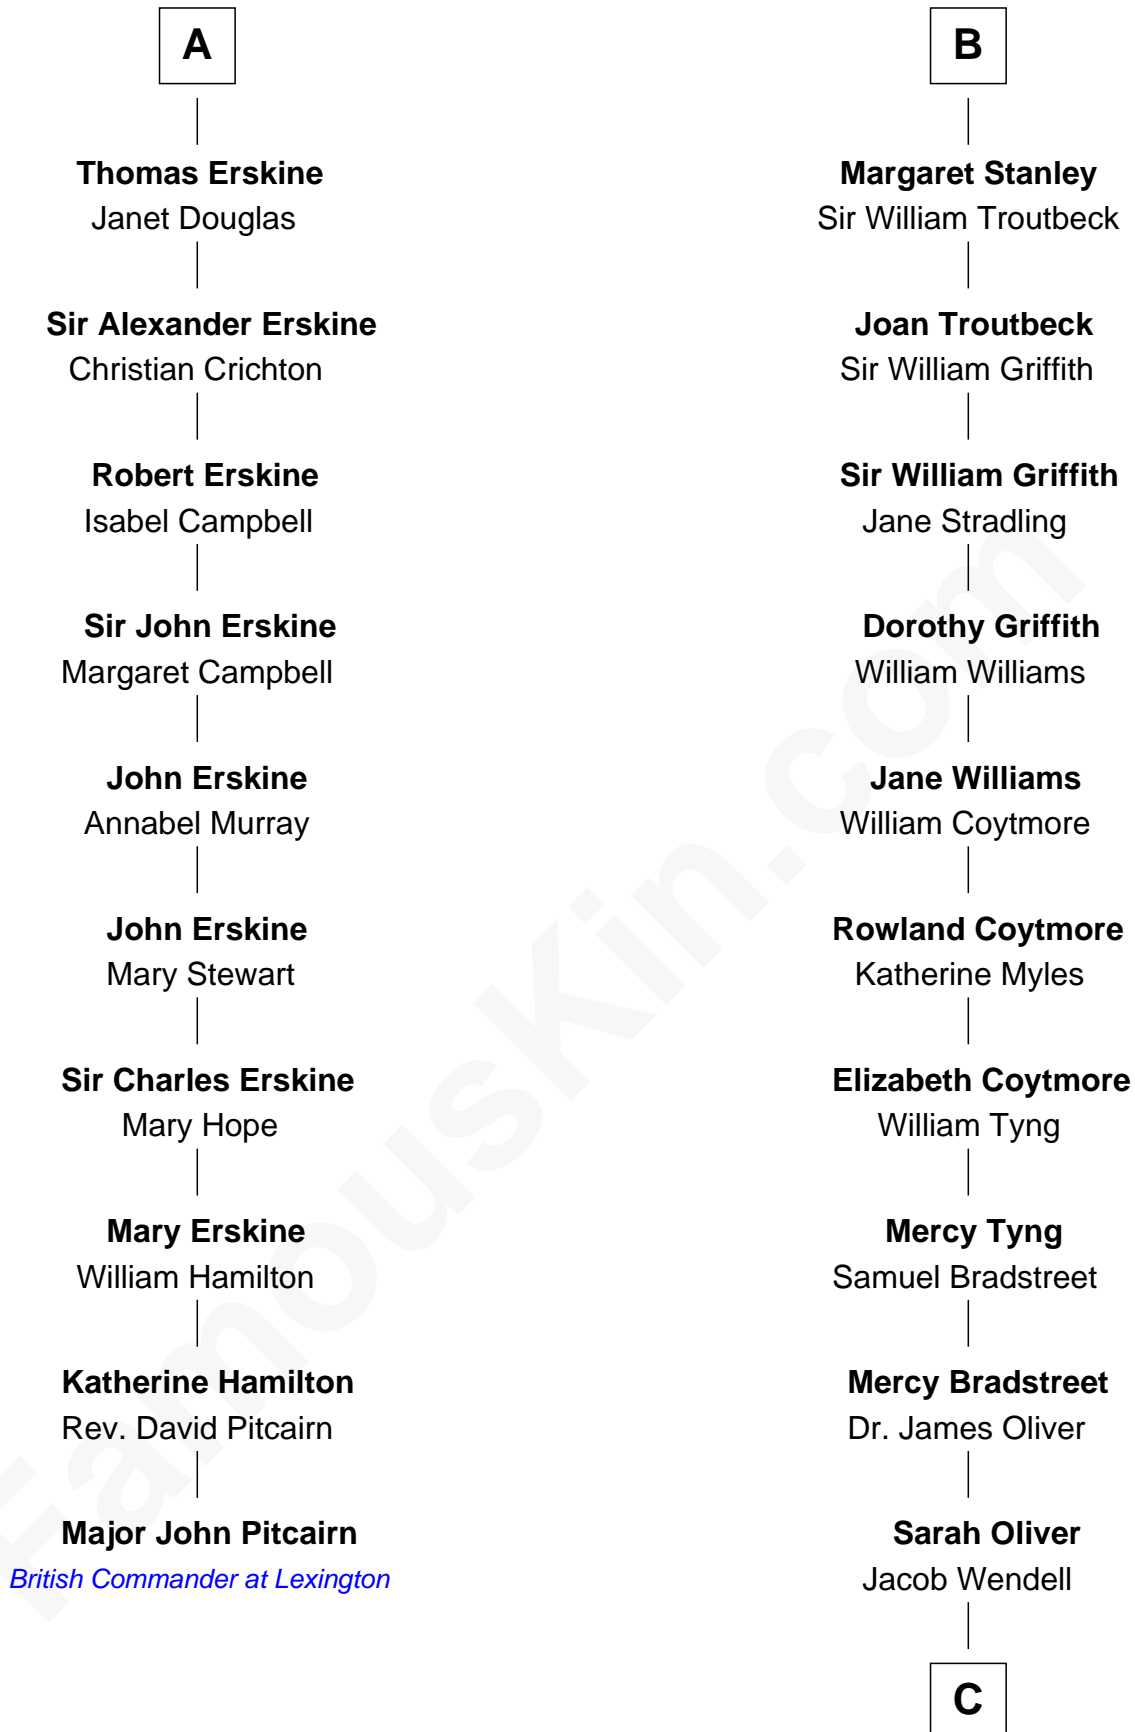 A
Thomas Erskine
Janet Douglas
Sir Alexander Erskine
Christian Crichton
Robert Erskine
Isabel Campbell
Sir John Erskine
Margaret Campbell
John Erskine
Annabel Murray
John Erskine
Mary Stewart
Sir Charles Erskine
Mary Hope
Mary Erskine
William Hamilton
Katherine Hamilton
Rev. David Pitcairn
Major John Pitcairn
British Commander at Lexington
B
Margaret Stanley
Sir William Troutbeck
Joan Troutbeck
Sir William Griffith
Sir William Griffith
Jane Stradling
Dorothy Griffith
William Williams
Jane Williams
William Coytmore
Rowland Coytmore
Katherine Myles
Elizabeth Coytmore
William Tyng
Mercy Tyng
Samuel Bradstreet
Mercy Bradstreet
Dr. James Oliver
Sarah Oliver
Jacob Wendell
C
FamousKin.com